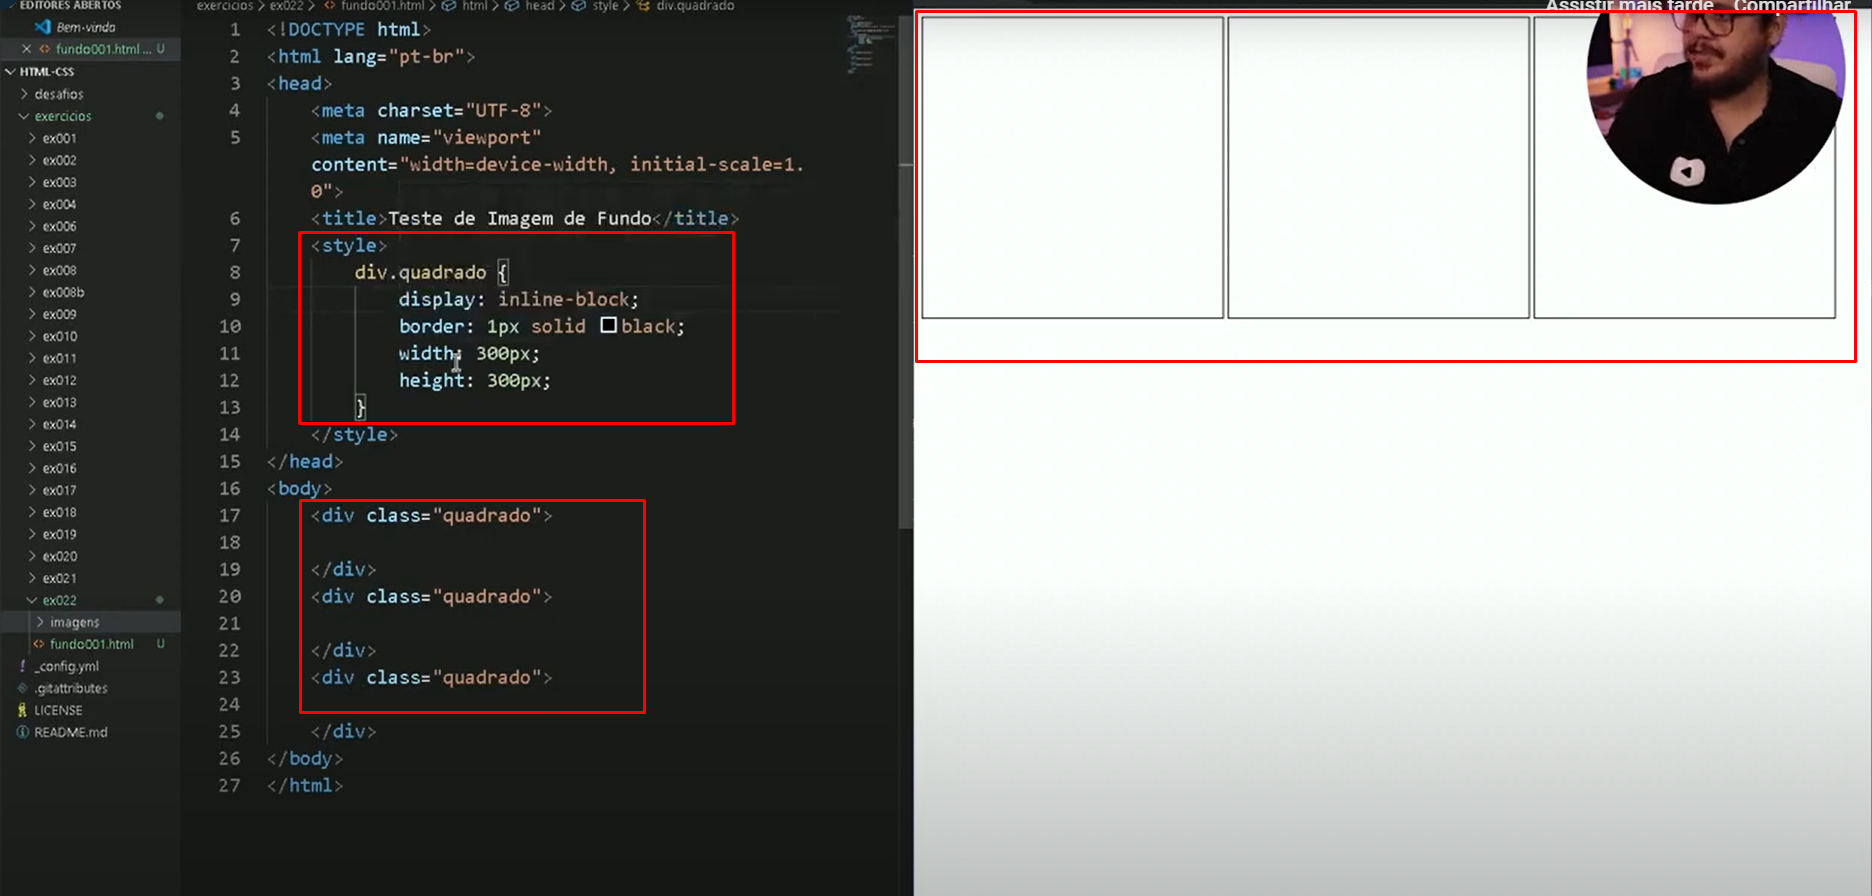 EDITORES ABERTOS
Bem-vindo
fundo001.html ... U
HTML-CSS
desafios
exercicios
ex001
ex002
ex003
ex004
ex006
ex007
ex008
ex008b
ex009
ex010
ex011
ex012
ex013
ex014
ex015
ex016
ex017
ex018
ex019
ex020
ex021
ex022
imagens
fundo001.html U
_config.yml
.gitattributes
LICENSE
README.md
exercicios > ex022 > fundo001.html > html > head > style > div.quadrado
1 <!DOCTYPE html>
2 <html lang="pt-br">
3 <head>
4 <meta charset="UTF-8">
5 <meta name="viewport"
content="width=device-width, initial-scale=1.
0">
6 <title>Teste de Imagem de Fundo</title>
7 <style>
8 div.quadrado {
9 display: inline-block;
10 border: 1px solid black;
11 width: 300px;
12 height: 300px;
13 }
14 </style>
15 </head>
16 <body>
17 <div class="quadrado">
18
19 </div>
20 <div class="quadrado">
21
22 </div>
23 <div class="quadrado">
24
25 </div>
26 </body>
27 </html>
Assistir mais tarde Compartilhar